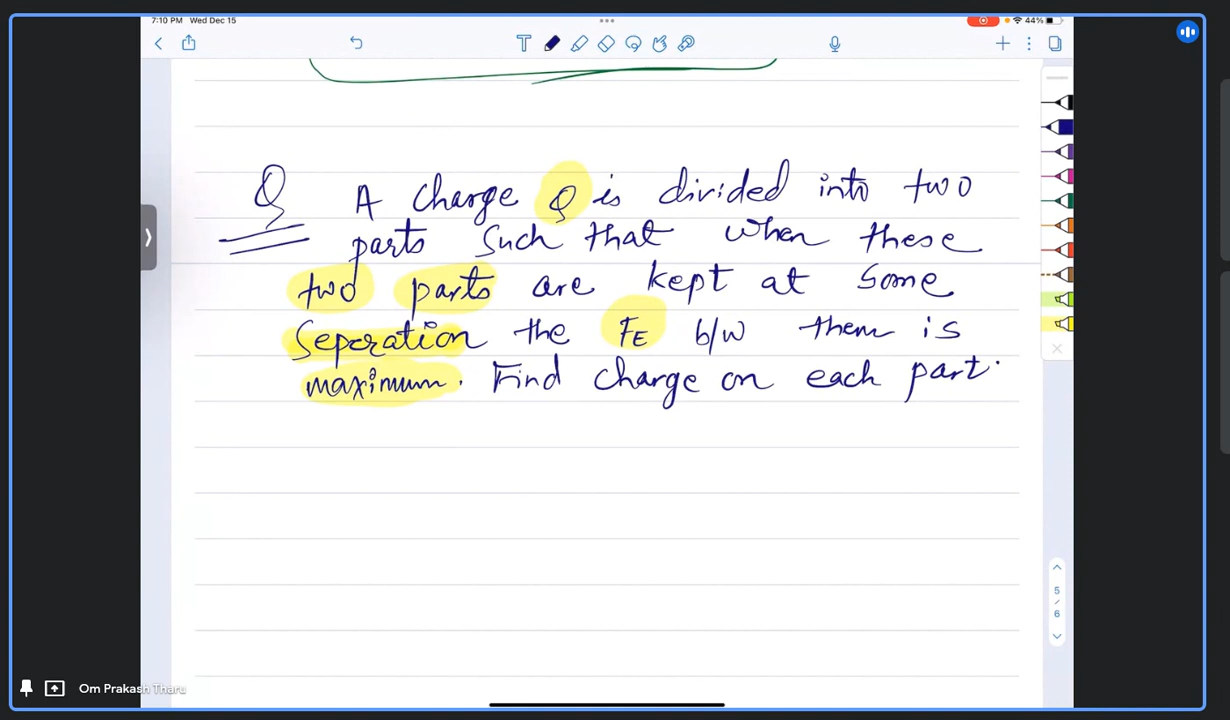 7:10 PM Wed Dec 15
44%
Q A charge Q is divided into two
parts such that when these
two parts are kept at some
Seperation the FE b/w them is
maximum. Find charge on each part.
5
/
6
Om Prakash Tharu